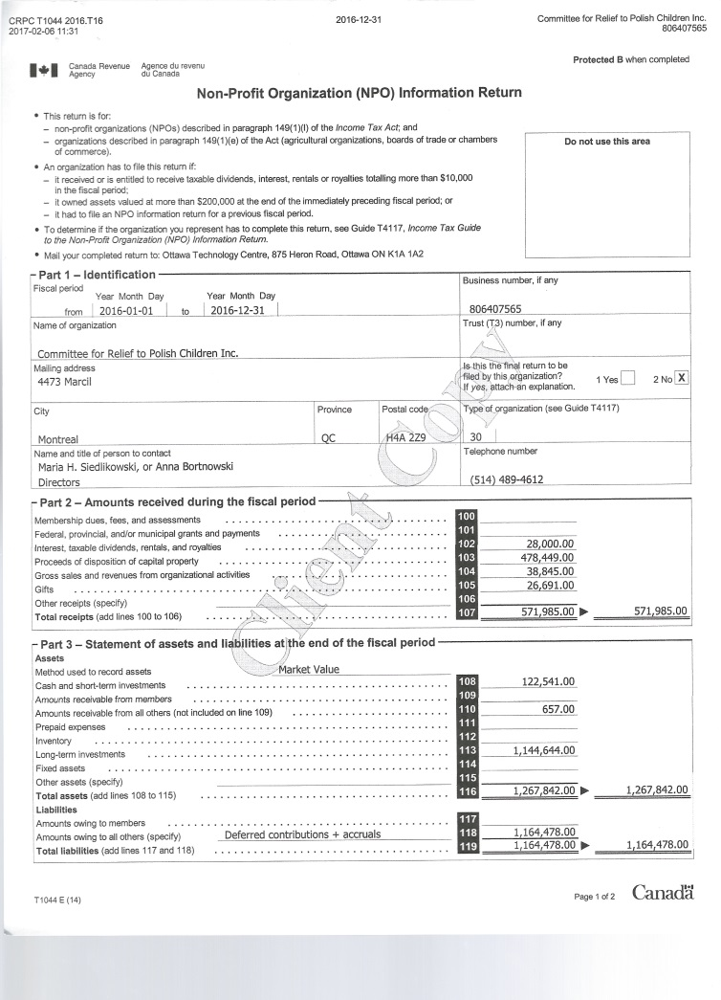 CRPC T1044 2016.T16 2016-12-31 Committee for Relief to Polish Children Inc.
2017-02-06 11:31 806407565
Protected B when completed
Canada Revenue Agence du revenu
Agency du Canada
Non-Profit Organization (NPO) Information Return
• This return is for:
– non-profit organizations (NPOs) described in paragraph 149(1)(l) of the Income Tax Act; and
– organizations described in paragraph 149(1)(e) of the Act (agricultural organizations, boards of trade or chambers
of commerce).
• An organization has to file this return if:
– it received or is entitled to receive taxable dividends, interest, rentals or royalties totalling more than $10,000
in the fiscal period;
– it owned assets valued at more than $200,000 at the end of the immediately preceding fiscal period; or
– it had to file an NPO information return for a previous fiscal period.
• To determine if the organization you represent has to complete this return, see Guide T4117, Income Tax Guide
to the Non-Profit Organization (NPO) Information Return.
• Mail your completed return to: Ottawa Technology Centre, 875 Heron Road, Ottawa ON K1A 1A2
Do not use this area
Part 1 – Identification
Fiscal period
Year Month Day Year Month Day
from 2016-01-01 to 2016-12-31
Business number, if any
806407565
Name of organization
Committee for Relief to Polish Children Inc.
Trust (T3) number, if any
Mailing address
4473 Marcil
Is this the final return to be
filed by this organization? 1 Yes 2 No X
If yes, attach an explanation.
City Province Postal code
Montreal QC H4A 2Z9
Type of organization (see Guide T4117)
30
Name and title of person to contact
Maria H. Siedlikowski, or Anna Bortnowski
Directors
Telephone number
(514) 489-4612
Client Copy
Part 2 – Amounts received during the fiscal period
Membership dues, fees, and assessments 100
Federal, provincial, and/or municipal grants and payments 101
Interest, taxable dividends, rentals, and royalties 102 28,000.00
Proceeds of disposition of capital property 103 478,449.00
Gross sales and revenues from organizational activities 104 38,845.00
Gifts 105 26,691.00
Other receipts (specify) 106
Total receipts (add lines 100 to 106) 107 571,985.00 ▶ 571,985.00
Part 3 – Statement of assets and liabilities at the end of the fiscal period
Assets
Method used to record assets Market Value
Cash and short-term investments 108 122,541.00
Amounts receivable from members 109
Amounts receivable from all others (not included on line 109) 110 657.00
Prepaid expenses 111
Inventory 112
Long-term investments 113 1,144,644.00
Fixed assets 114
Other assets (specify) 115
Total assets (add lines 108 to 115) 116 1,267,842.00 ▶ 1,267,842.00
Liabilities
Amounts owing to members 117
Amounts owing to all others (specify) Deferred contributions + accruals 118 1,164,478.00
Total liabilities (add lines 117 and 118) 119 1,164,478.00 ▶ 1,164,478.00
T1044 E (14) Page 1 of 2 Canada